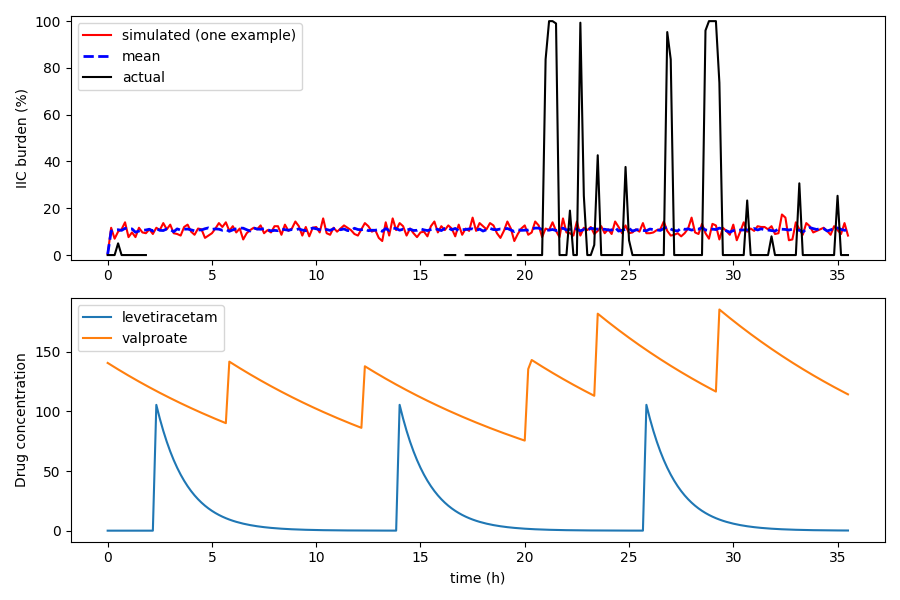 100
80
60
40
20
0
IIC burden (%)
simulated (one example)
mean
actual
0 5 10 15 20 25 30 35
150
100
50
0
Drug concentration
levetiracetam
valproate
0 5 10 15 20 25 30 35
time (h)